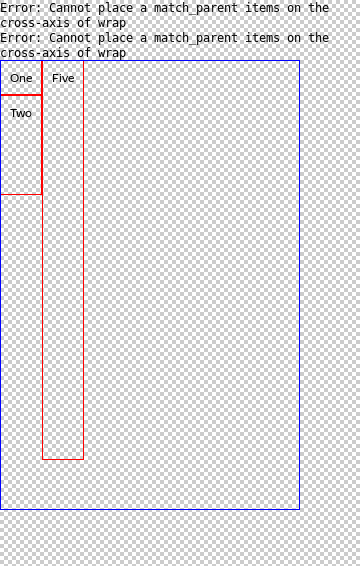 Error: Cannot place a match_parent items on the
cross-axis of wrap
Error: Cannot place a match_parent items on the
cross-axis of wrap
One
Five
Two